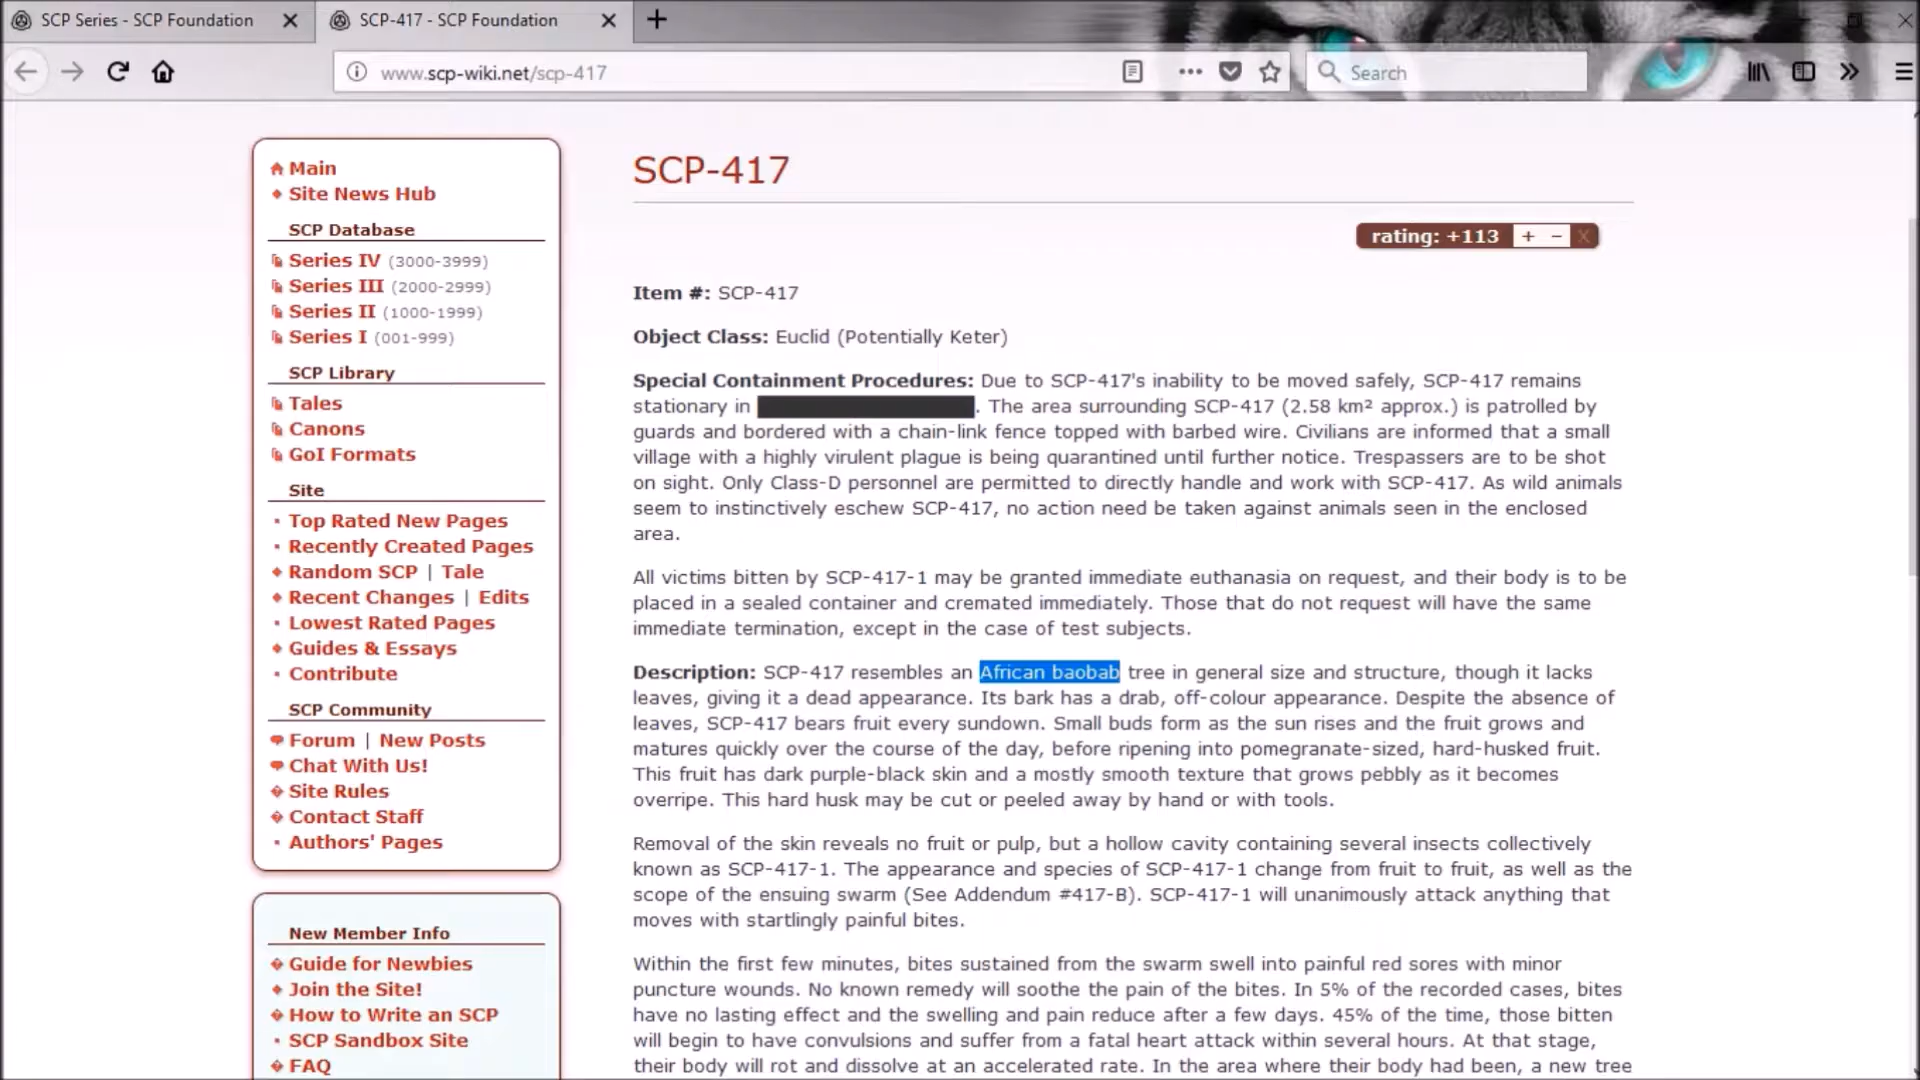 SCP Series - SCP Foundation
SCP-417 - SCP Foundation
www.scp-wiki.net/scp-417
Search
Main
Site News Hub
SCP Database
Series IV (3000-3999)
Series III (2000-2999)
Series II (1000-1999)
Series I (001-999)
SCP Library
Tales
Canons
GoI Formats
Site
Top Rated New Pages
Recently Created Pages
Random SCP | Tale
Recent Changes | Edits
Lowest Rated Pages
Guides & Essays
Contribute
SCP Community
Forum | New Posts
Chat With Us!
Site Rules
Contact Staff
Authors' Pages
New Member Info
Guide for Newbies
Join the Site!
How to Write an SCP
SCP Sandbox Site
FAQ
SCP-417
rating: +113 + − X
Item #: SCP-417
Object Class: Euclid (Potentially Keter)
Special Containment Procedures: Due to SCP-417's inability to be moved safely, SCP-417 remains
stationary in . The area surrounding SCP-417 (2.58 km² approx.) is patrolled by
guards and bordered with a chain-link fence topped with barbed wire. Civilians are informed that a small
village with a highly virulent plague is being quarantined until further notice. Trespassers are to be shot
on sight. Only Class-D personnel are permitted to directly handle and work with SCP-417. As wild animals
seem to instinctively eschew SCP-417, no action need be taken against animals seen in the enclosed
area.
All victims bitten by SCP-417-1 may be granted immediate euthanasia on request, and their body is to be
placed in a sealed container and cremated immediately. Those that do not request will have the same
immediate termination, except in the case of test subjects.
Description: SCP-417 resembles an African baobab tree in general size and structure, though it lacks
leaves, giving it a dead appearance. Its bark has a drab, off-colour appearance. Despite the absence of
leaves, SCP-417 bears fruit every sundown. Small buds form as the sun rises and the fruit grows and
matures quickly over the course of the day, before ripening into pomegranate-sized, hard-husked fruit.
This fruit has dark purple-black skin and a mostly smooth texture that grows pebbly as it becomes
overripe. This hard husk may be cut or peeled away by hand or with tools.
Removal of the skin reveals no fruit or pulp, but a hollow cavity containing several insects collectively
known as SCP-417-1. The appearance and species of SCP-417-1 change from fruit to fruit, as well as the
scope of the ensuing swarm (See Addendum #417-B). SCP-417-1 will unanimously attack anything that
moves with startlingly painful bites.
Within the first few minutes, bites sustained from the swarm swell into painful red sores with minor
puncture wounds. No known remedy will soothe the pain of the bites. In 5% of the recorded cases, bites
have no lasting effect and the swelling and pain reduce after a few days. 45% of the time, those bitten
will begin to have convulsions and suffer from a fatal heart attack within several hours. At that stage,
their body will rot and dissolve at an accelerated rate. In the area where their body had been, a new tree